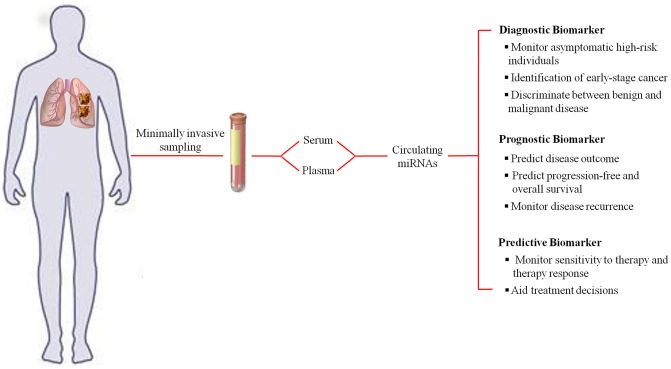 Minimally invasive
sampling
Serum
Plasma
Circulating
miRNAs
Diagnostic Biomarker
▪ Monitor asymptomatic high-risk
individuals
▪ Identification of early-stage cancer
▪ Discriminate between benign and
malignant disease
Prognostic Biomarker
▪ Predict disease outcome
▪ Predict progression-free and
overall survival
▪ Monitor disease recurrence
Predictive Biomarker
▪ Monitor sensitivity to therapy and
therapy response
▪ Aid treatment decisions